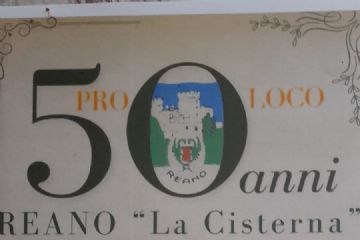 PRO LOCO
50 anni
REANO
REANO "La Cisterna"